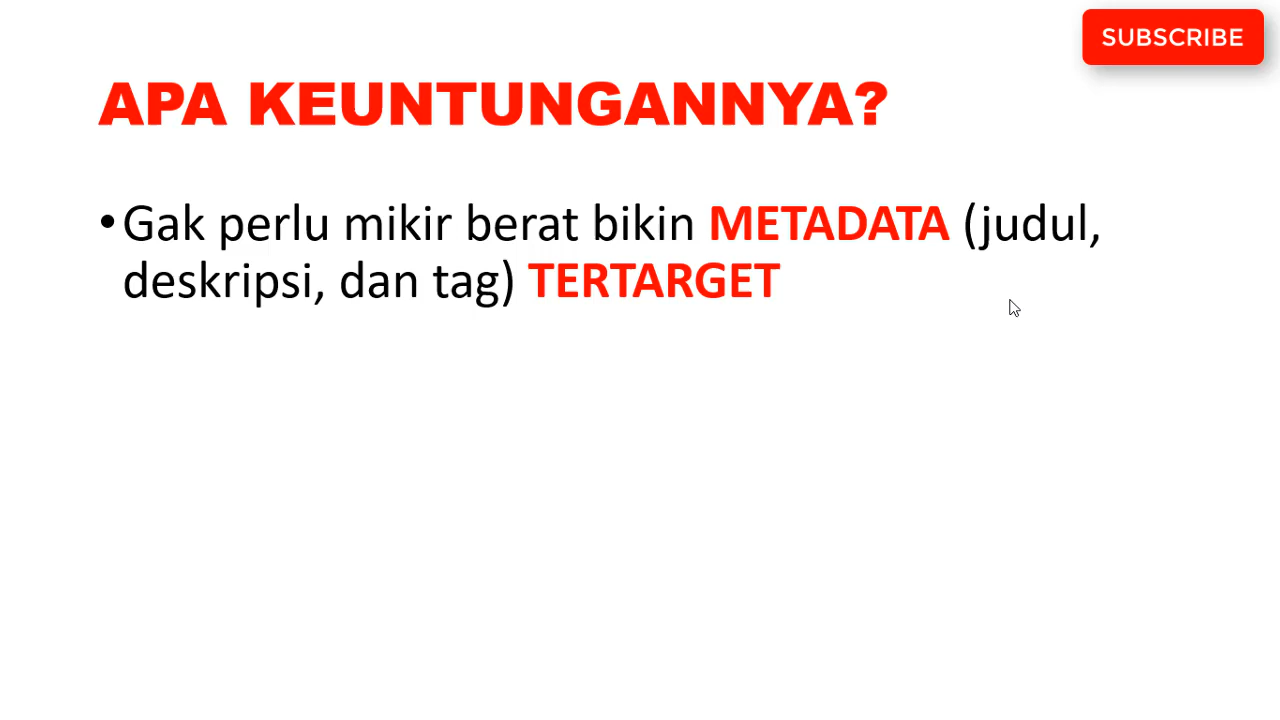 SUBSCRIBE
APA KEUNTUNGANNYA?
•Gak perlu mikir berat bikin METADATA (judul,
deskripsi, dan tag) TERTARGET